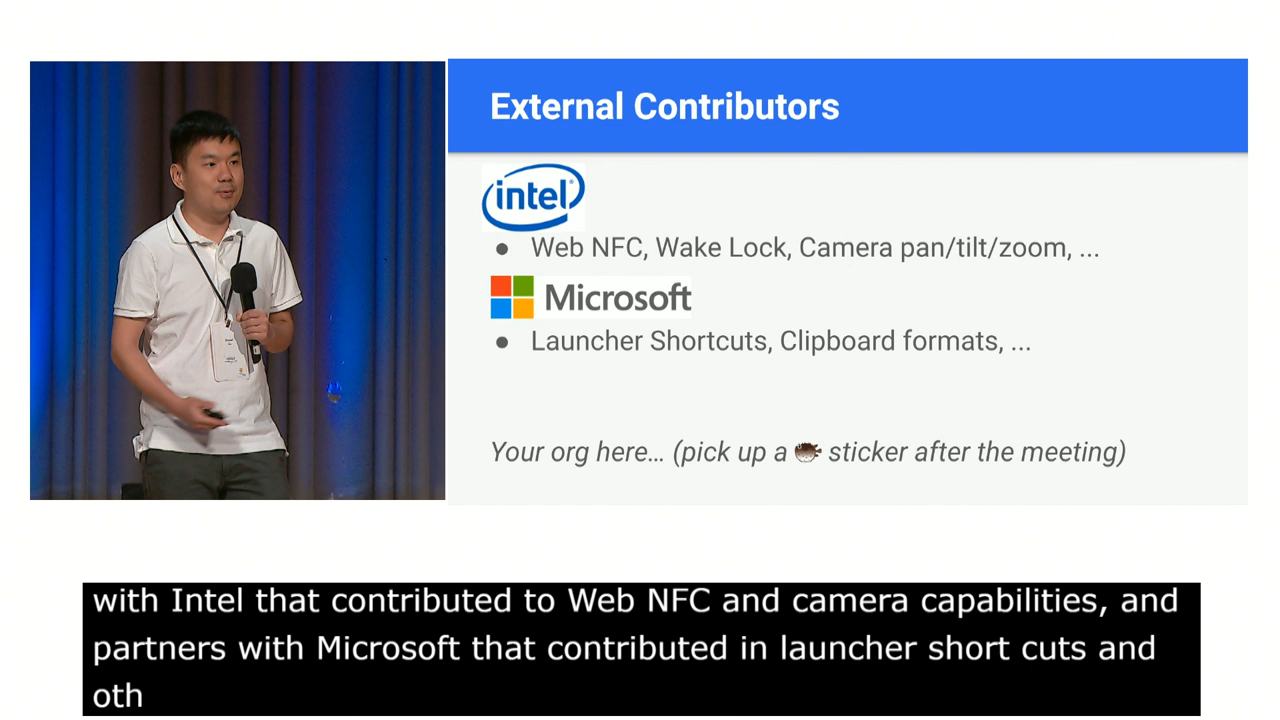 External Contributors
intel
Web NFC, Wake Lock, Camera pan/tilt/zoom, ...
Microsoft
Launcher Shortcuts, Clipboard formats, ...
Your org here... (pick up a sticker after the meeting)
with Intel that contributed to Web NFC and camera capabilities, and
partners with Microsoft that contributed in launcher short cuts and
oth